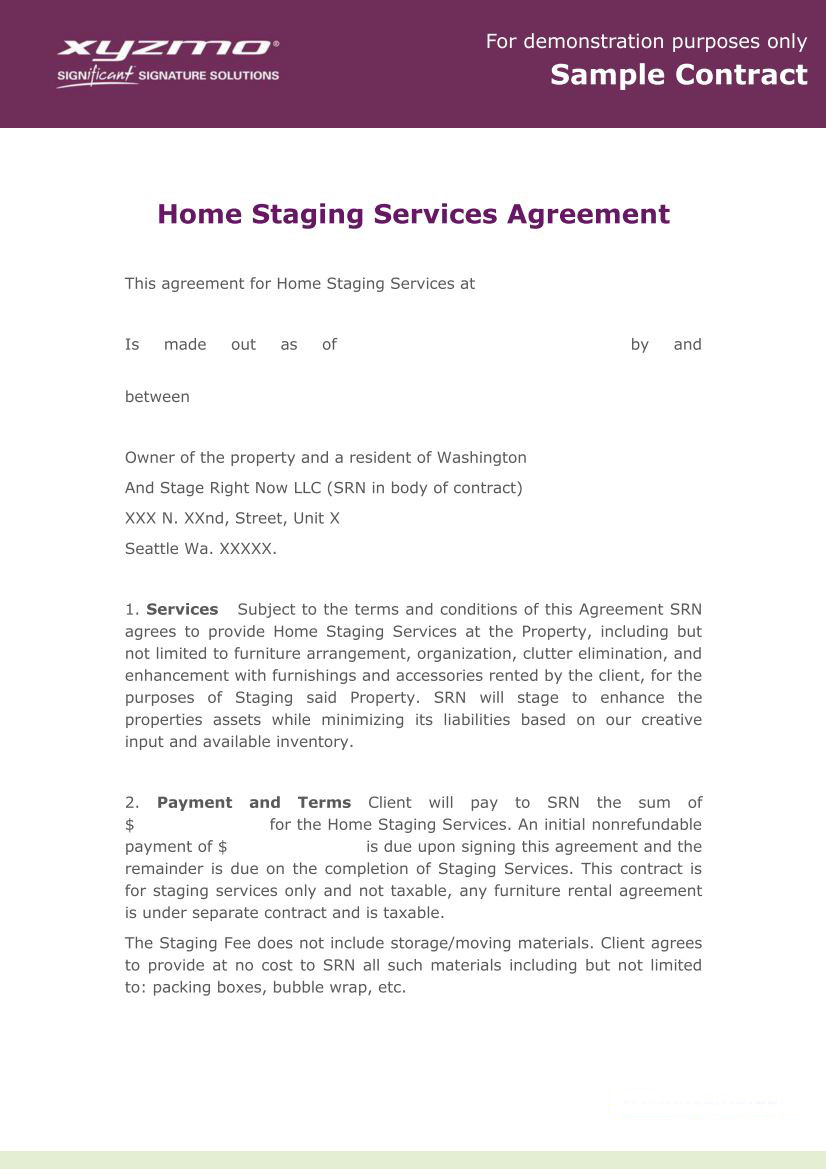 xyzmo®
SIGNificant SIGNATURE SOLUTIONS
For demonstration purposes only
Sample Contract
Home Staging Services Agreement
This agreement for Home Staging Services at
Is made out as of by and
between
Owner of the property and a resident of Washington
And Stage Right Now LLC (SRN in body of contract)
XXX N. XXnd, Street, Unit X
Seattle Wa. XXXXX.
1. Services Subject to the terms and conditions of this Agreement SRN
agrees to provide Home Staging Services at the Property, including but
not limited to furniture arrangement, organization, clutter elimination, and
enhancement with furnishings and accessories rented by the client, for the
purposes of Staging said Property. SRN will stage to enhance the
properties assets while minimizing its liabilities based on our creative
input and available inventory.
2. Payment and Terms Client will pay to SRN the sum of
$ for the Home Staging Services. An initial nonrefundable
payment of $ is due upon signing this agreement and the
remainder is due on the completion of Staging Services. This contract is
for staging services only and not taxable, any furniture rental agreement
is under separate contract and is taxable.
The Staging Fee does not include storage/moving materials. Client agrees
to provide at no cost to SRN all such materials including but not limited
to: packing boxes, bubble wrap, etc.